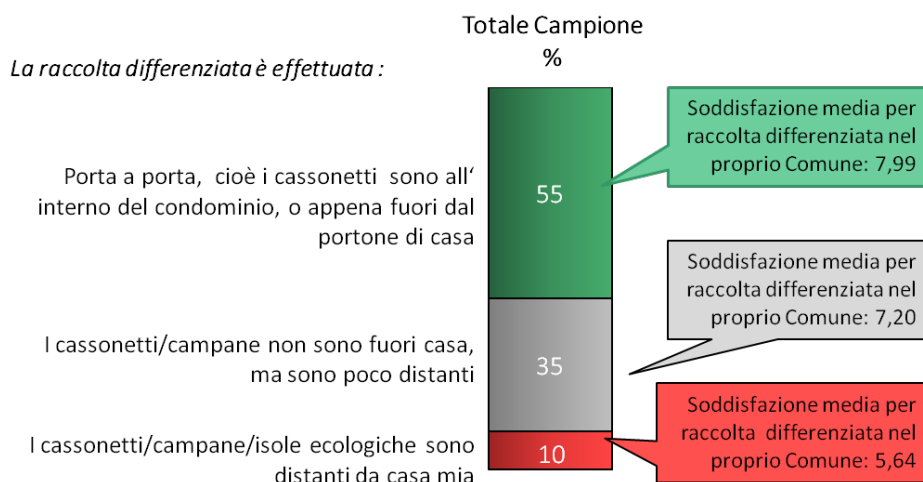 Totale Campione
%
La raccolta differenziata è effettuata :
Porta a porta, cioè i cassonetti sono all‘
interno del condominio, o appena fuori dal
portone di casa
55
Soddisfazione media per
raccolta differenziata nel
proprio Comune: 7,99
I cassonetti/campane non sono fuori casa,
ma sono poco distanti
35
Soddisfazione media per
raccolta differenziata nel
proprio Comune: 7,20
I cassonetti/campane/isole ecologiche sono
distanti da casa mia
10
Soddisfazione media per
raccolta differenziata nel
proprio Comune: 5,64